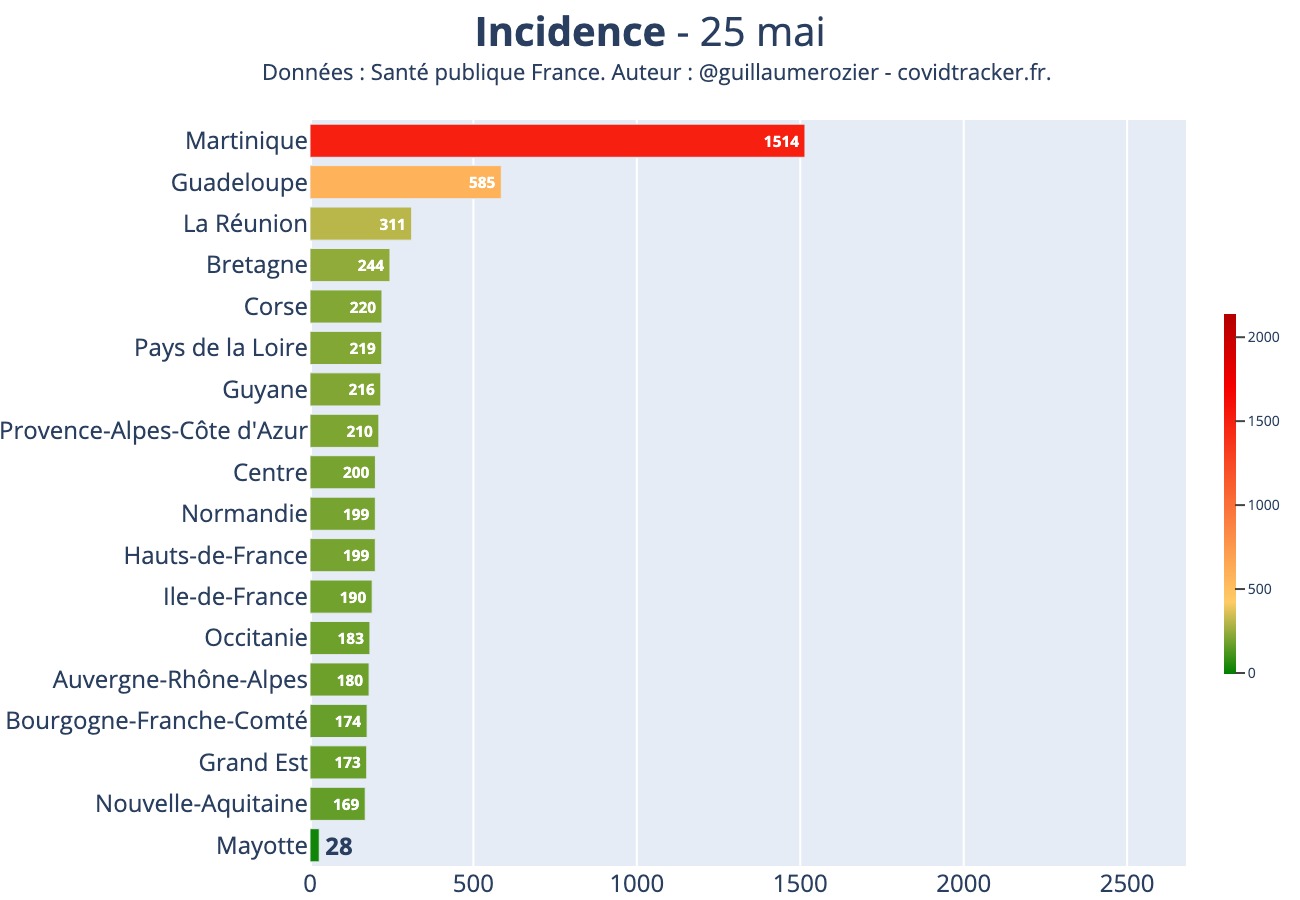 Incidence - 25 mai
Données : Santé publique France. Auteur : @guillaumerozier - covidtracker.fr.
Martinique 1514
Guadeloupe 585
La Réunion 311
Bretagne 244
Corse 220
Pays de la Loire 219
Guyane 216
Provence-Alpes-Côte d'Azur 210
Centre 200
Normandie 199
Hauts-de-France 199
Ile-de-France 190
Occitanie 183
Auvergne-Rhône-Alpes 180
Bourgogne-Franche-Comté 174
Grand Est 173
Nouvelle-Aquitaine 169
Mayotte 28
0 500 1000 1500 2000 2500
2000
1500
1000
500
0